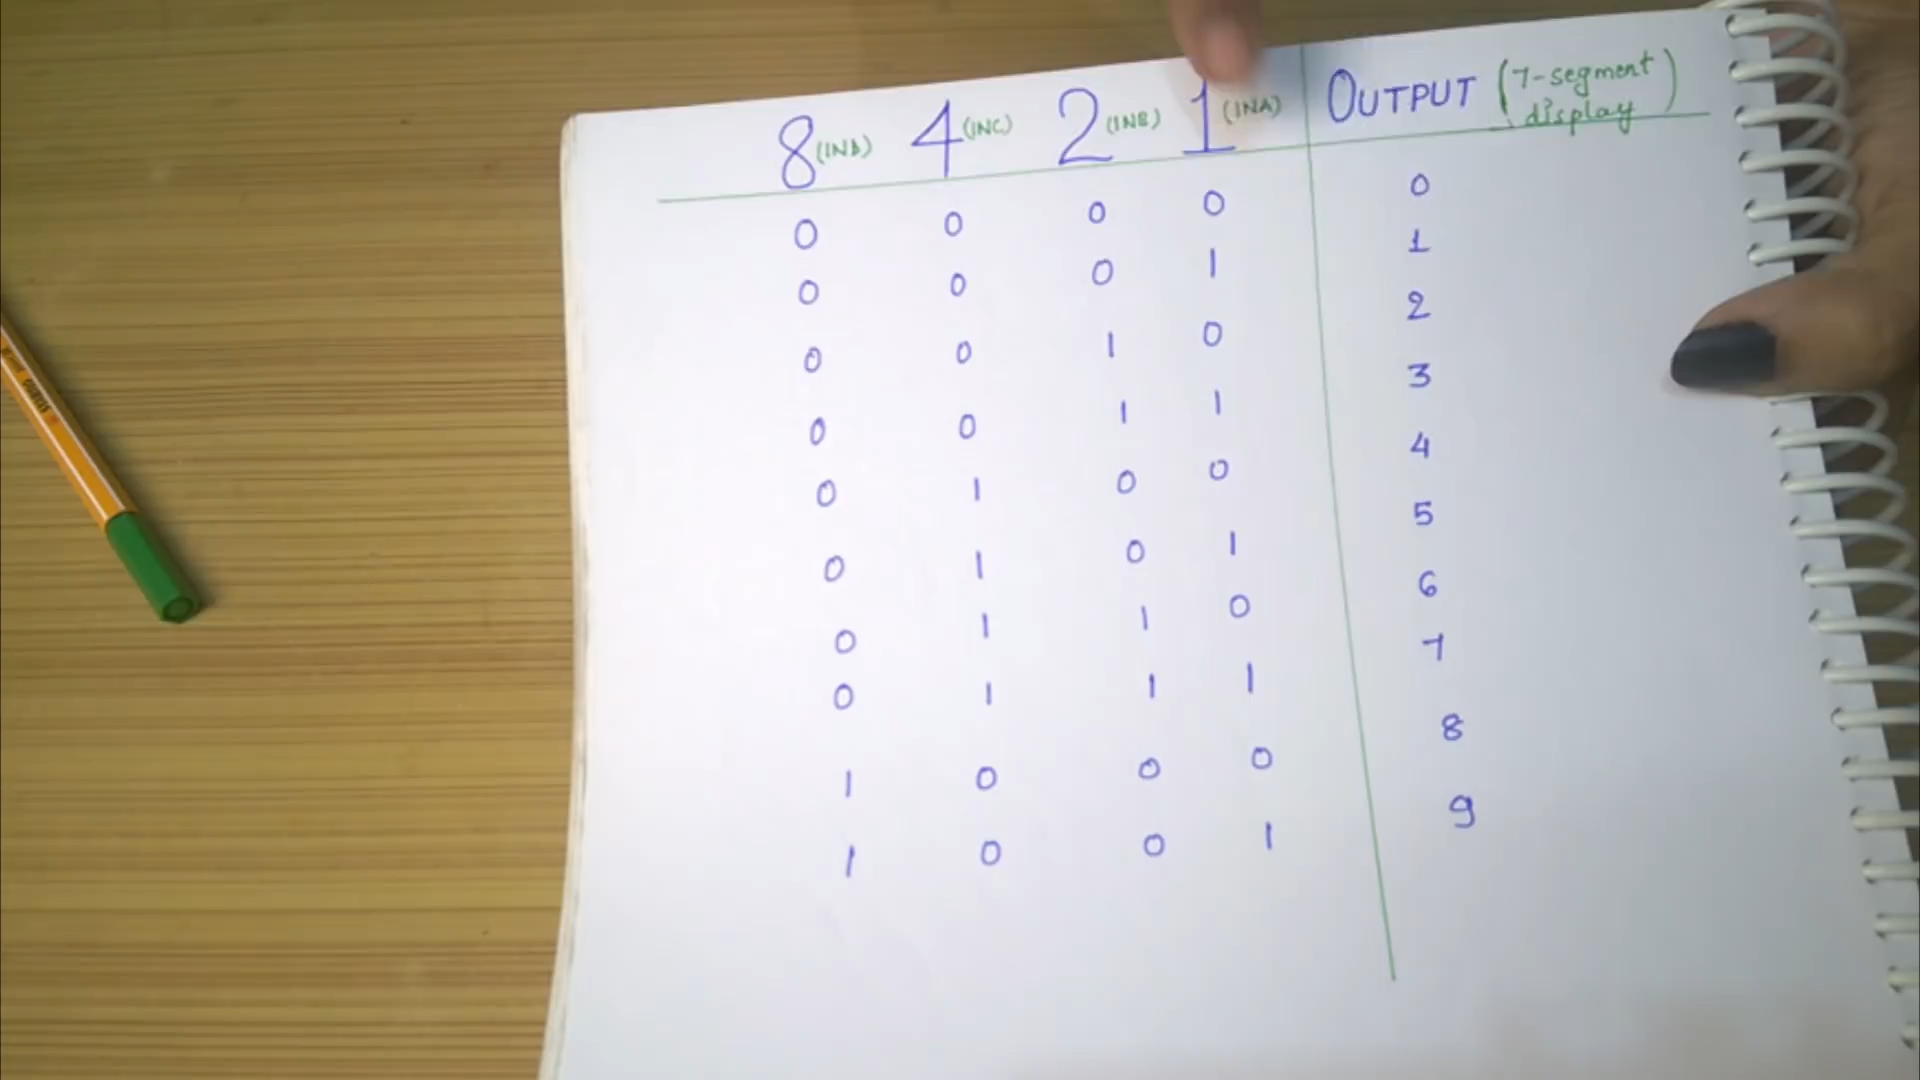 8 (IND) 4 (INC) 2 (INB) 1 (INA) OUTPUT (7-segment display)
0 0 0 0 0
0 0 0 1 1
0 0 1 0 2
0 0 1 1 3
0 1 0 0 4
0 1 0 1 5
0 1 1 0 6
0 1 1 1 7
1 0 0 0 8
1 0 0 1 9